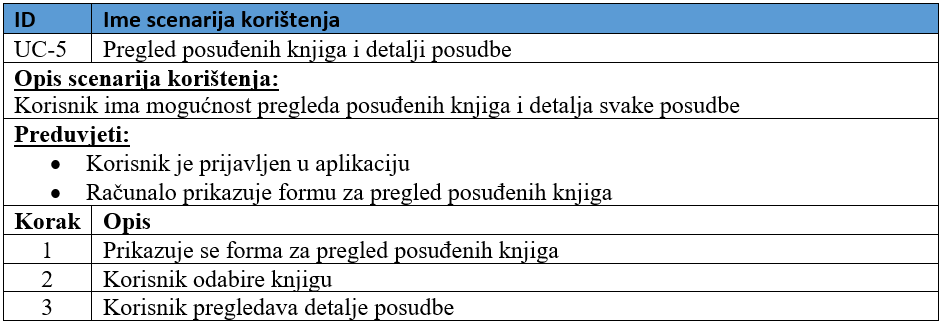 ID Ime scenarija korištenja
UC-5 Pregled posuđenih knjiga i detalji posudbe
Opis scenarija korištenja:
Korisnik ima mogućnost pregleda posuđenih knjiga i detalja svake posudbe
Preduvjeti:
• Korisnik je prijavljen u aplikaciju
• Računalo prikazuje formu za pregled posuđenih knjiga
Korak Opis
1 Prikazuje se forma za pregled posuđenih knjiga
2 Korisnik odabire knjigu
3 Korisnik pregledava detalje posudbe